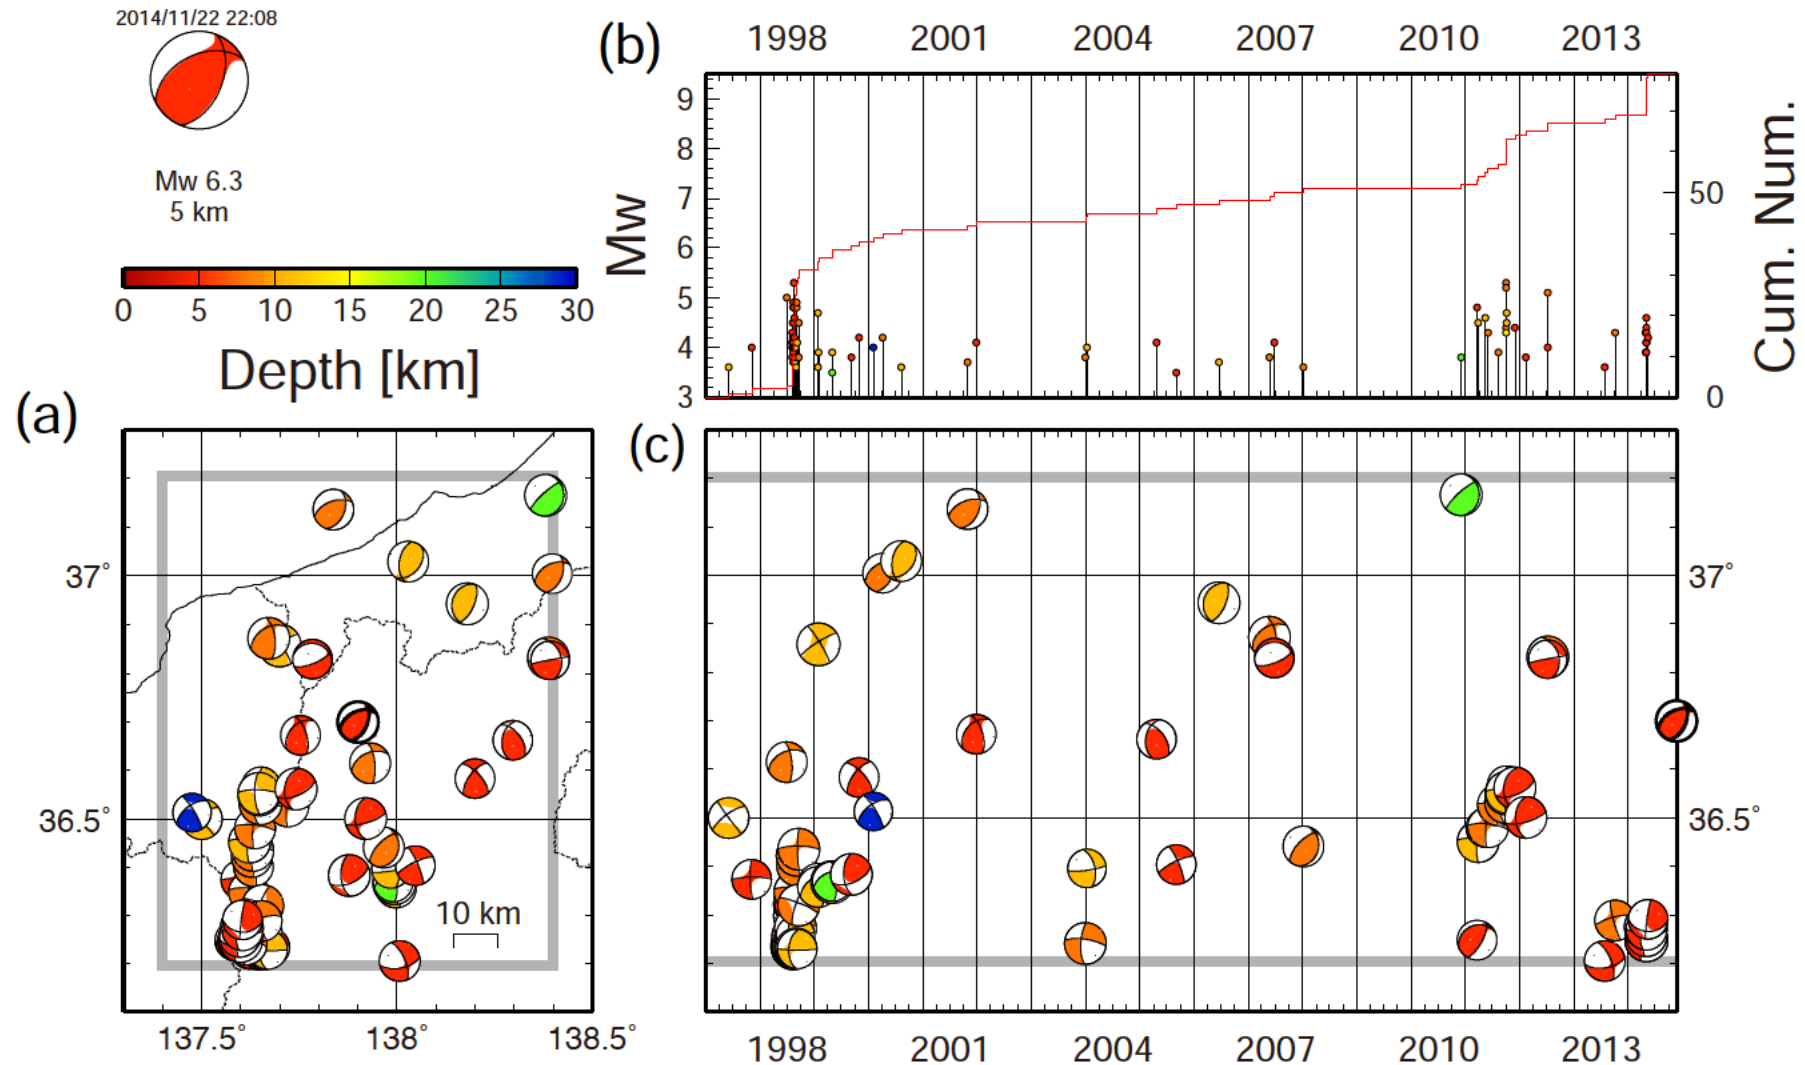 2014/11/22 22:08
Mw 6.3
5 km
0 5 10 15 20 25 30
Depth [km]
(b)
1998 2001 2004 2007 2010 2013
9
8
7
6
5
4
3
Mw
50
0
Cum. Num.
(a)
37°
36.5°
10 km
137.5° 138° 138.5°
(c)
37°
36.5°
1998 2001 2004 2007 2010 2013